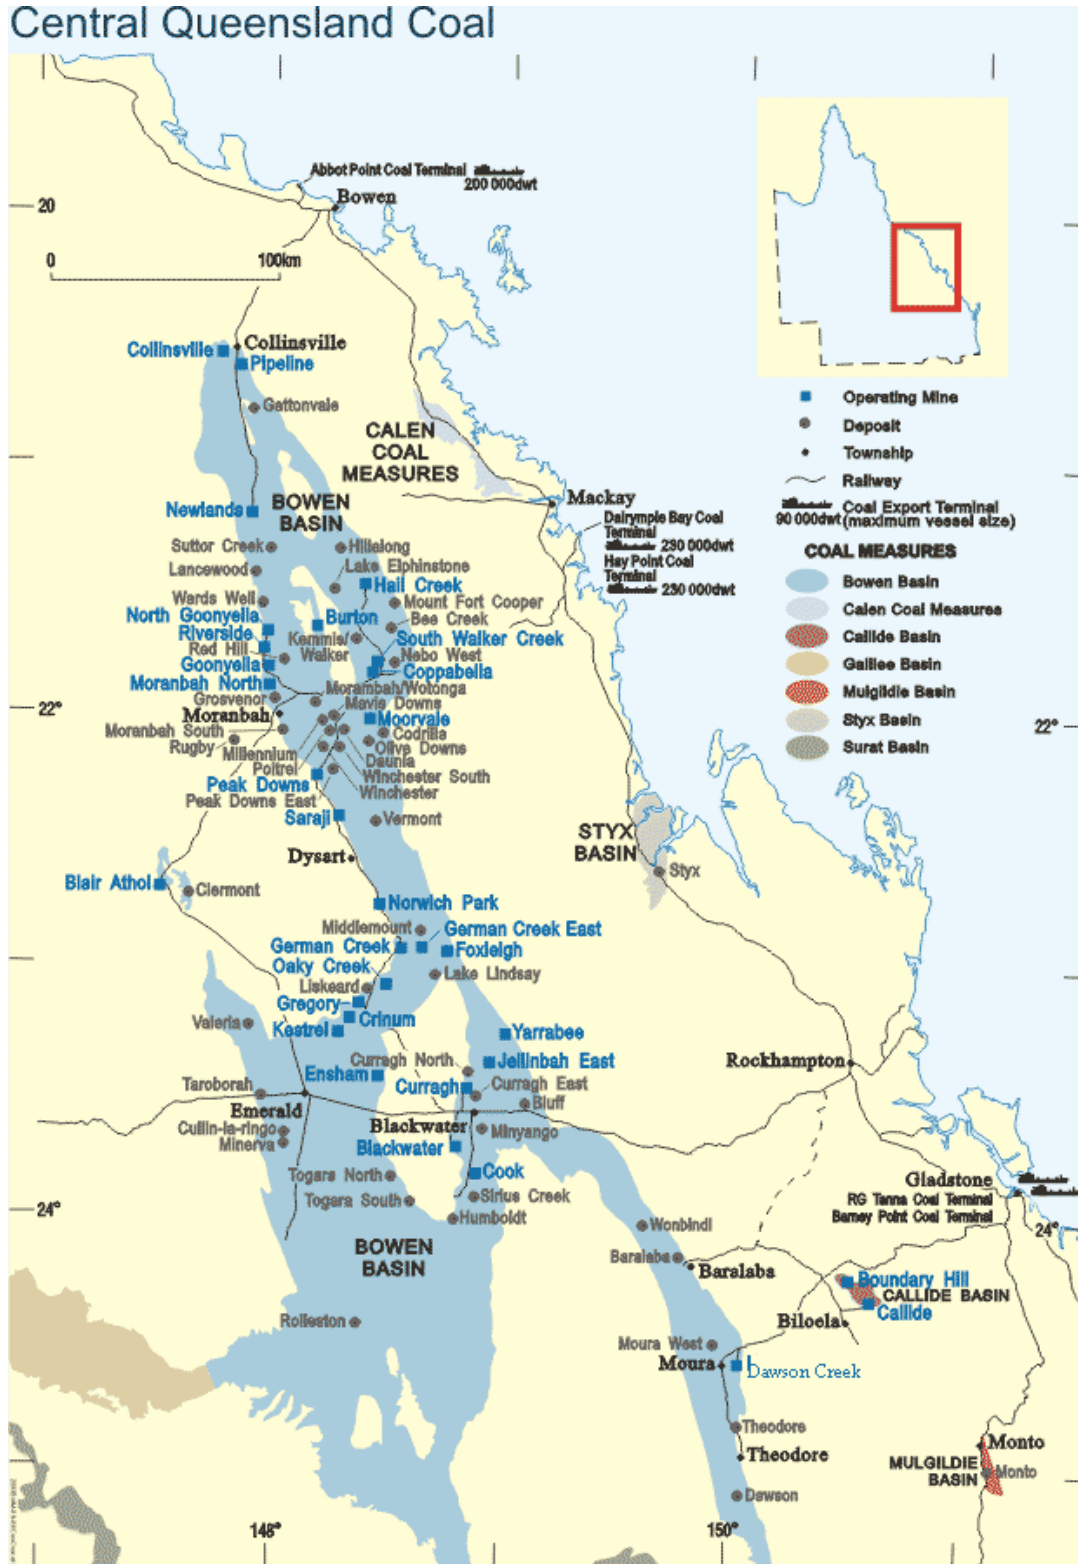 Central Queensland Coal
Abbot Point Coal Terminal
200 000dwt
Bowen
20
0
100km
Collinsville
Collinsville
Pipeline
Gattonvale
CALEN
COAL
MEASURES
Operating Mine
Deposit
Township
Railway
Coal Export Terminal
90 000dwt (maximum vessel size)
COAL MEASURES
Bowen Basin
Calen Coal Measures
Callide Basin
Galilee Basin
Mulgildie Basin
Styx Basin
Surat Basin
Newlands
BOWEN
BASIN
Mackay
Dalrymple Bay Coal
Terminal
230 000dwt
Hay Point Coal
Terminal
230 000dwt
Suttor Creek
Hillalong
Lancewood
Lake Elphinstone
Hail Creek
Wards Well
Mount Fort Cooper
North Goonyella
Burton
Bee Creek
Riverside
Kemmis/
Walker
South Walker Creek
Red Hill
Nebo West
Goonyella
Coppabella
Moranbah North
Morambah/Wotonga
Grosvenor
Mavis Downs
Moranbah
Moorvale
Moranbah South
Codrilla
Rugby
Olive Downs
Millennium
Daunia
Poitrel
Winchester South
Peak Downs
Winchester
Peak Downs East
22°
22°
Saraji
Vermont
STYX
BASIN
Dysart
Styx
Blair Athol
Clermont
Norwich Park
Middlemount
German Creek East
German Creek
Foxleigh
Oaky Creek
Lake Lindsay
Liskeard
Gregory
Crinum
Valeria
Kestrel
Yarrabee
Curragh North
Jellinbah East
Rockhampton
Ensham
Curragh
Curragh East
Taroborah
Bluff
Emerald
Blackwater
Cullin-la-ringo
Minyango
Minerva
Blackwater
Togara North
Cook
Gladstone
Togara South
Sirius Creek
RG Tanna Coal Terminal
Humboldt
Barney Point Coal Terminal
24°
24°
Wonbindi
BOWEN
BASIN
Baralaba
Baralaba
Boundary Hill
CALLIDE BASIN
Callide
Rolleston
Biloela
Moura West
Moura
Dawson Creek
Theodore
Theodore
Monto
MULGILDIE
BASIN
Monto
Dawson
148°
150°